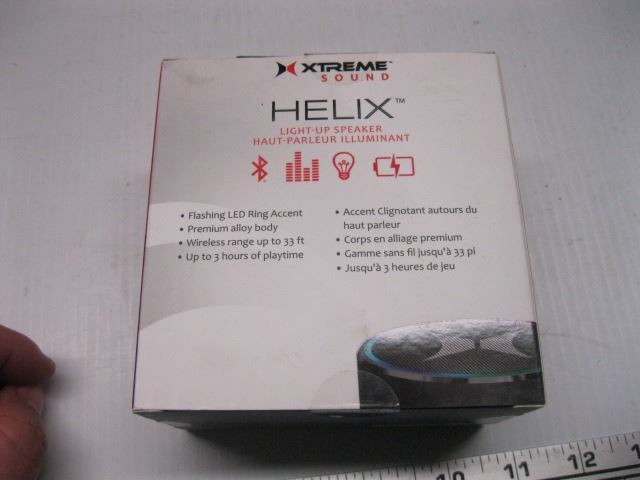 XTREME™
SOUND
HELIX™
LIGHT-UP SPEAKER
HAUT-PARLEUR ILLUMINANT
• Flashing LED Ring Accent
• Premium alloy body
• Wireless range up to 33 ft
• Up to 3 hours of playtime
• Accent Clignotant autours du
haut parleur
• Corps en alliage premium
• Gamme sans fil jusqu'à 33 pi
• Jusqu'à 3 heures de jeu
10 11 12